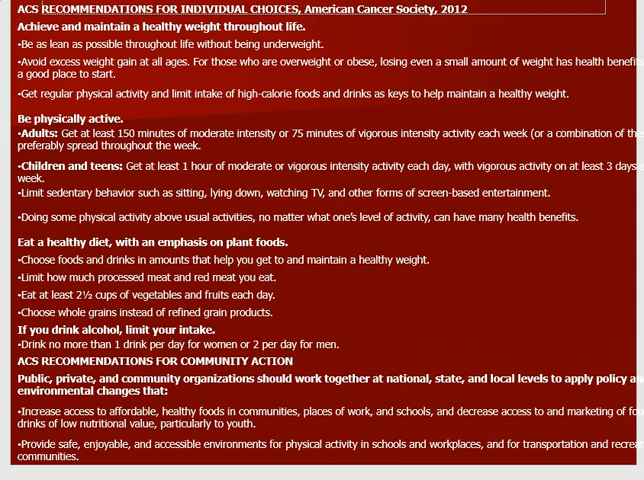 ACS RECOMMENDATIONS FOR INDIVIDUAL CHOICES, American Cancer Society, 2012
Achieve and maintain a healthy weight throughout life.
•Be as lean as possible throughout life without being underweight.
•Avoid excess weight gain at all ages. For those who are overweight or obese, losing even a small amount of weight has health benefits
a good place to start.
•Get regular physical activity and limit intake of high-calorie foods and drinks as keys to help maintain a healthy weight.
Be physically active.
•Adults: Get at least 150 minutes of moderate intensity or 75 minutes of vigorous intensity activity each week (or a combination of
preferably spread throughout the week.
•Children and teens: Get at least 1 hour of moderate or vigorous intensity activity each day, with vigorous activity on at least 3 days
week.
•Limit sedentary behavior such as sitting, lying down, watching TV, and other forms of screen-based entertainment.
•Doing some physical activity above usual activities, no matter what one's level of activity, can have many health benefits.
Eat a healthy diet, with an emphasis on plant foods.
•Choose foods and drinks in amounts that help you get to and maintain a healthy weight.
•Limit how much processed meat and red meat you eat.
•Eat at least 2½ cups of vegetables and fruits each day.
•Choose whole grains instead of refined grain products.
If you drink alcohol, limit your intake.
•Drink no more than 1 drink per day for women or 2 per day for men.
ACS RECOMMENDATIONS FOR COMMUNITY ACTION
Public, private, and community organizations should work together at national, state, and local levels to apply policy
environmental changes that:
•Increase access to affordable, healthy foods in communities, places of work, and schools, and decrease access to and marketing of
drinks of low nutritional value, particularly to youth.
•Provide safe, enjoyable, and accessible environments for physical activity in schools and workplaces, and for transportation and
communities.